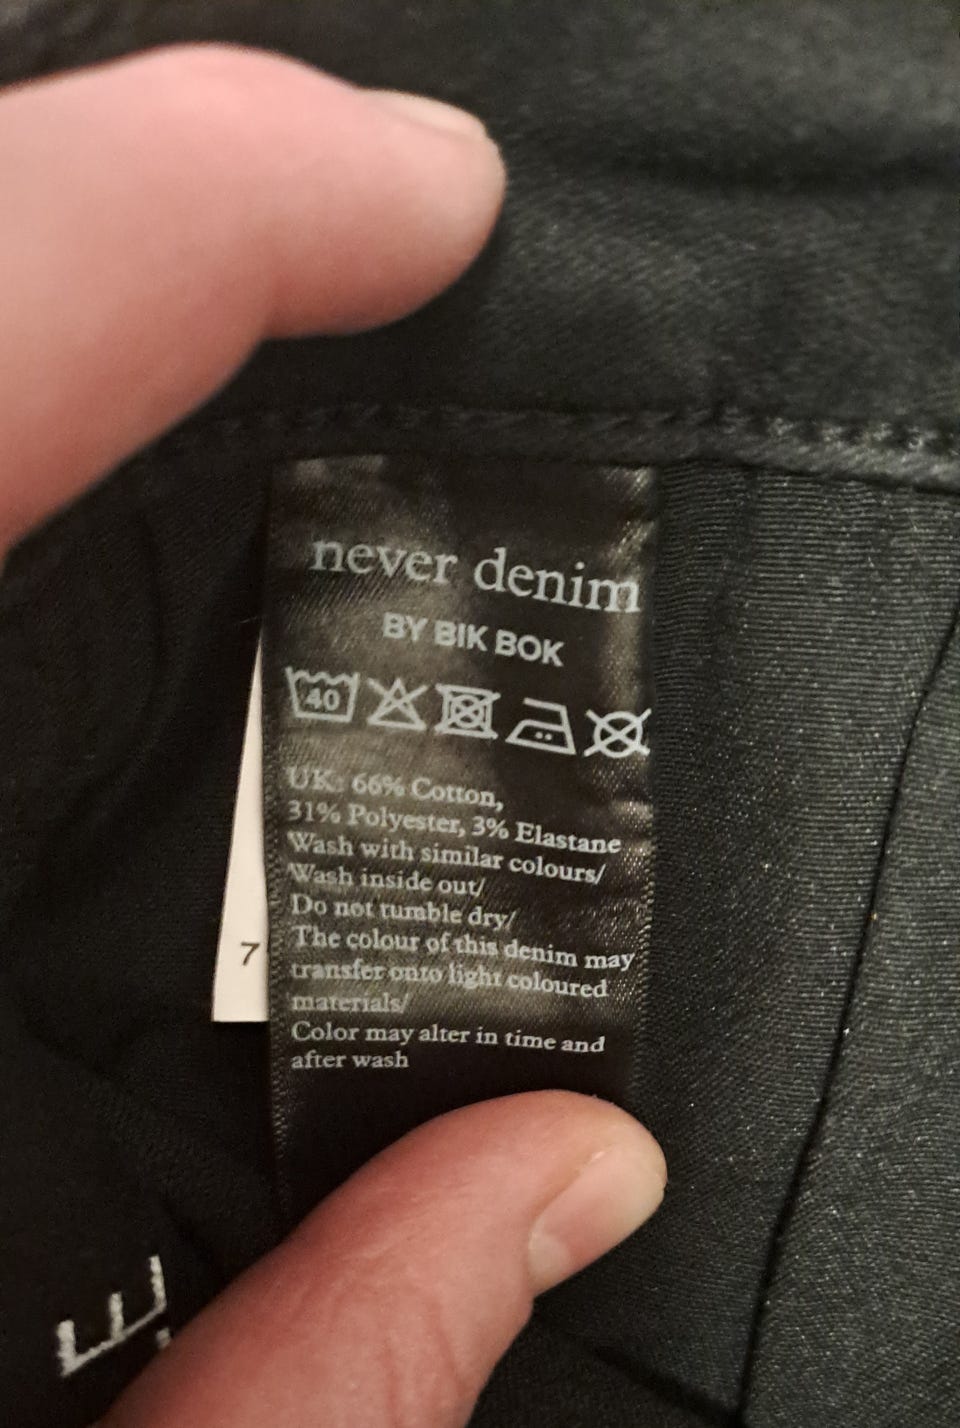 never denim
BY BIK BOK
40
UK: 66% Cotton,
31% Polyester, 3% Elastane
Wash with similar colours/
Wash inside out/
Do not tumble dry/
The colour of this denim may
transfer onto light coloured
materials/
Color may alter in time and
after wash
7